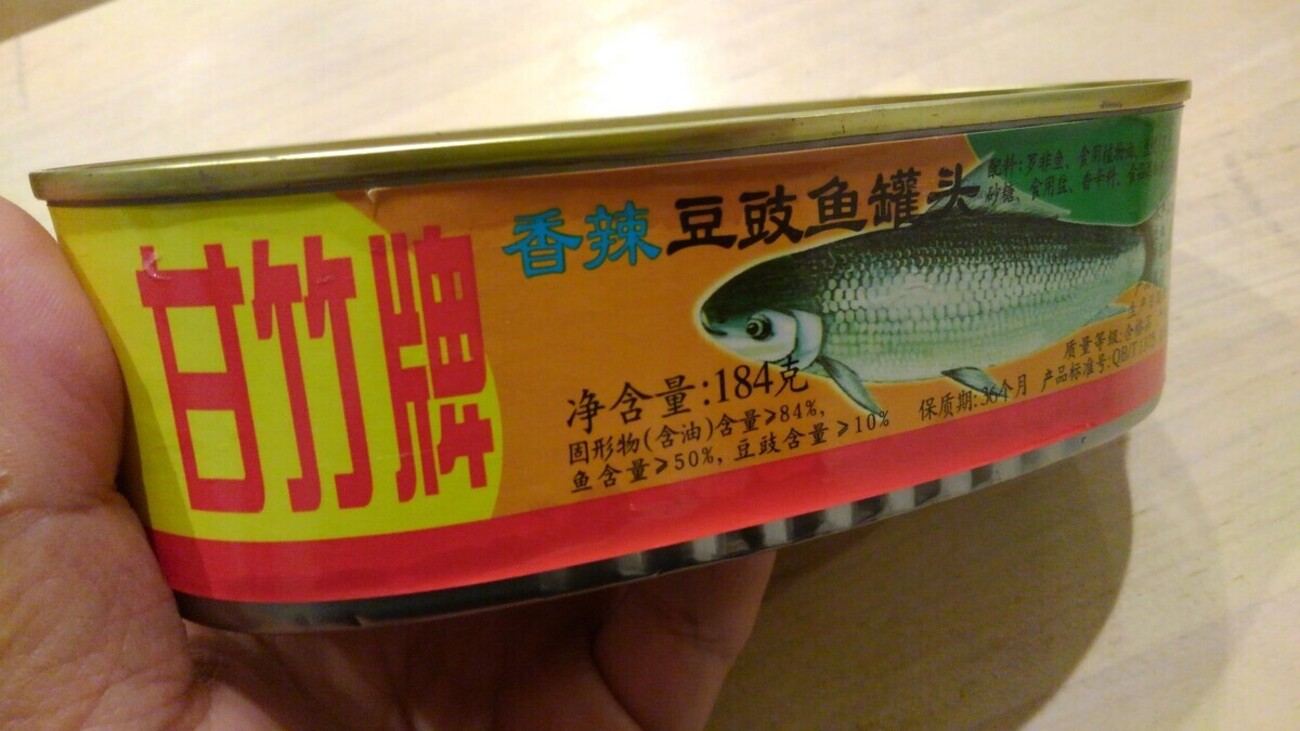 甘竹牌
香辣豆豉鱼罐头
配料:罗非鱼、食用植物油、
砂糖、食用盐、香辛料、食品
净含量:184克
固形物(含油)含量≥84%,
鱼含量≥50%, 豆豉含量≥10%
质量等级:合格品
保质期:36个月 产品标准号:QB/T